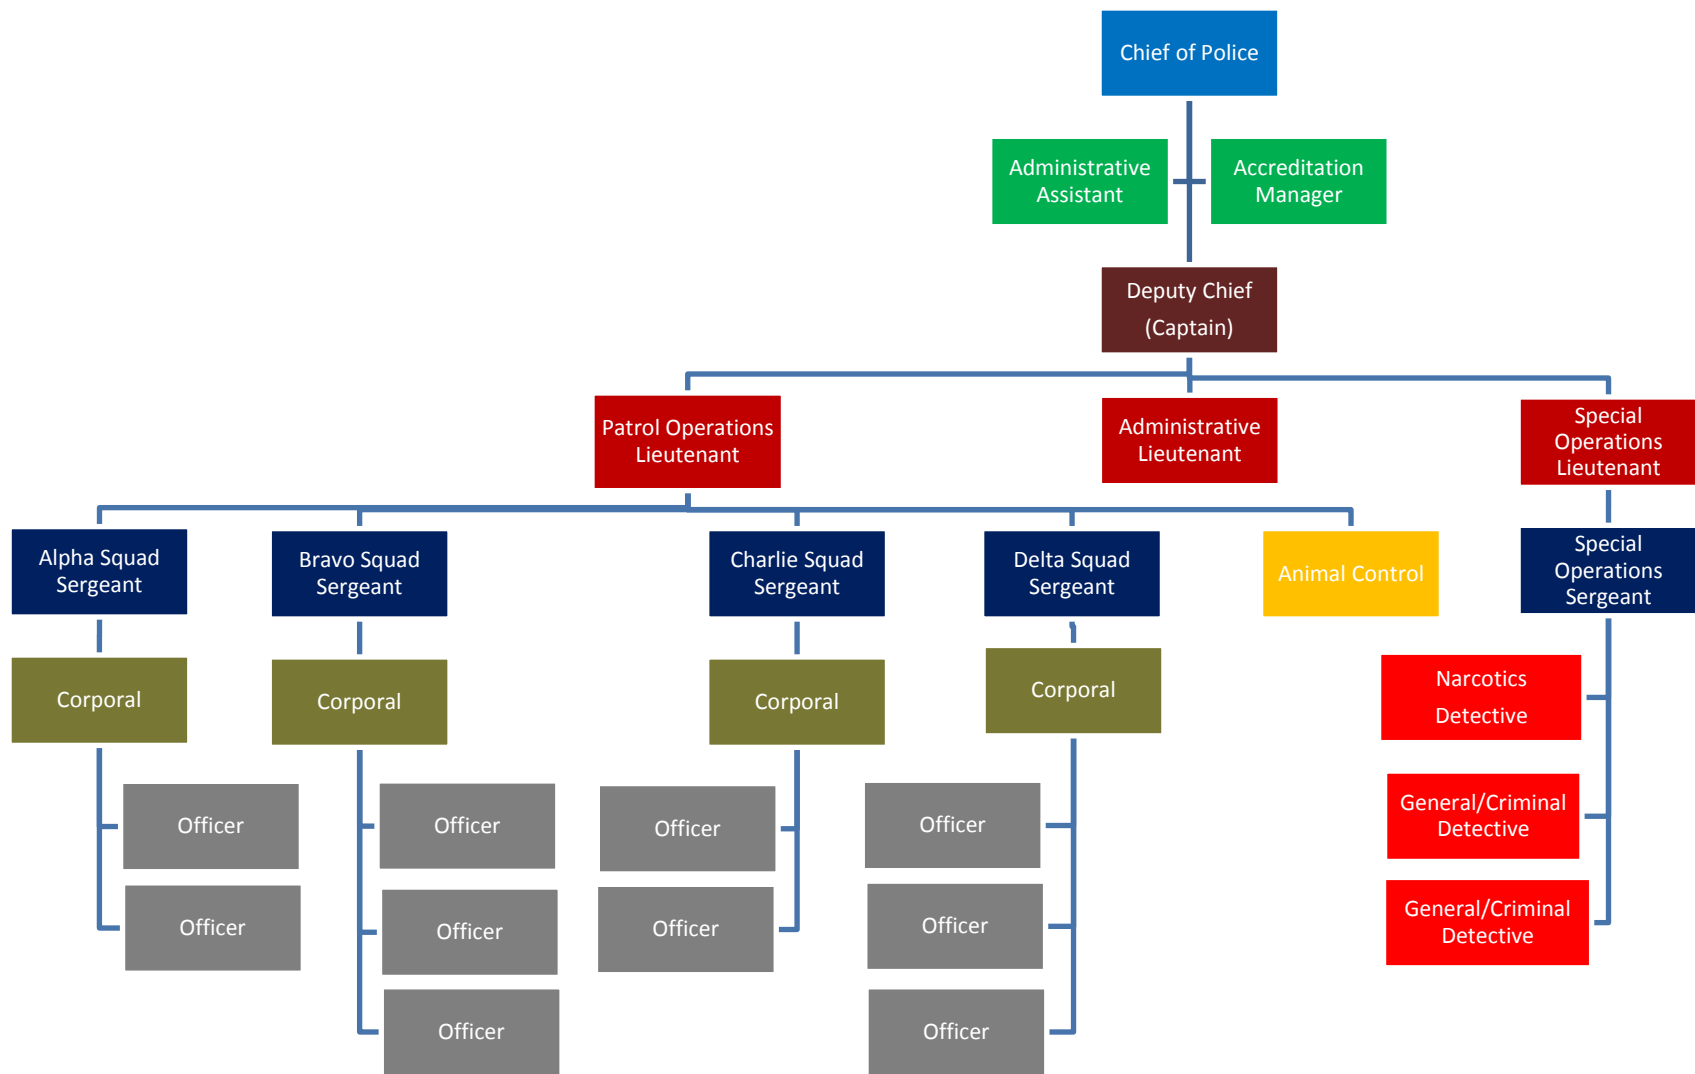 Chief of Police
Administrative
Assistant
Accreditation
Manager
Deputy Chief
(Captain)
Patrol Operations
Lieutenant
Administrative
Lieutenant
Special
Operations
Lieutenant
Alpha Squad
Sergeant
Bravo Squad
Sergeant
Charlie Squad
Sergeant
Delta Squad
Sergeant
Animal Control
Special
Operations
Sergeant
Corporal
Corporal
Corporal
Corporal
Narcotics
Detective
Officer
Officer
Officer
Officer
General/Criminal
Detective
Officer
Officer
Officer
Officer
General/Criminal
Detective
Officer
Officer